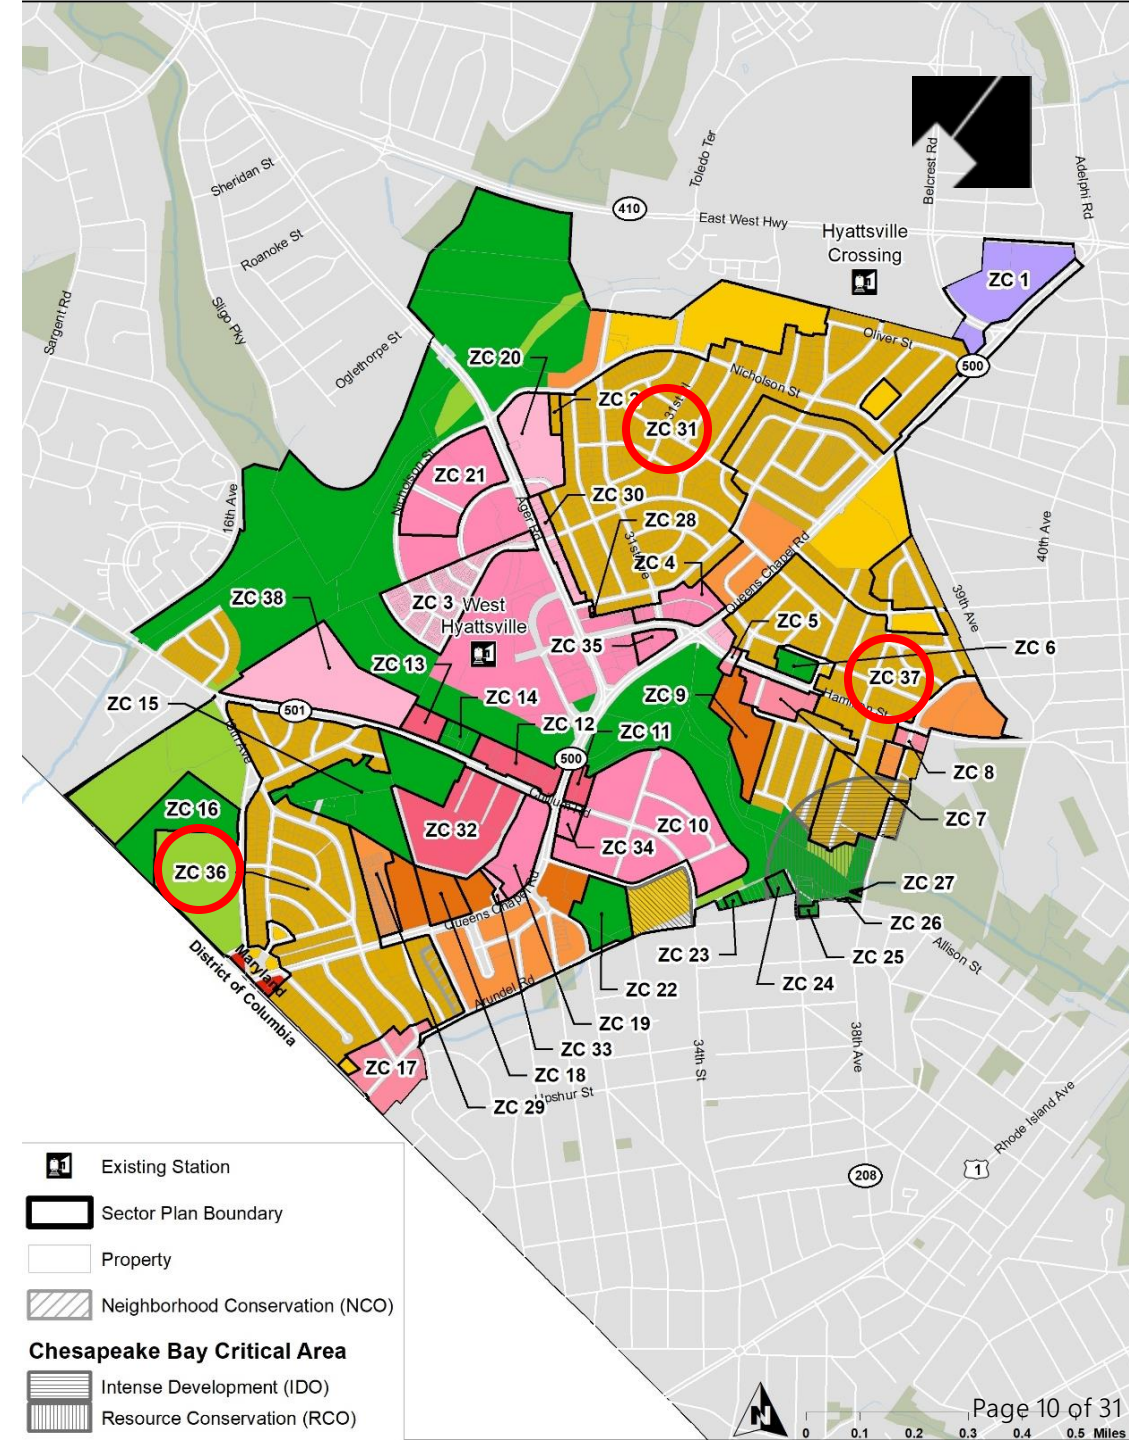 Sheridan St
Roanoke St
Sargent Rd
Sligo Pky
Oglethorpe St
Toledo Ter
Belcrest Rd
Adelphi Rd
410
East West Hwy
Hyattsville
Crossing
ZC 1
Oliver St
500
ZC 20
Nicholson St
ZC 31
ZC 21
Nicholson St
16th Ave
Ager Rd
ZC 30
ZC 28
ZC 4
40th Ave
Queens Chapel Rd
39th Ave
ZC 38
ZC 3
West
Hyattsville
ZC 5
ZC 35
ZC 6
ZC 13
ZC 37
ZC 15
ZC 14
ZC 9
Hamilton St
501
ZC 12
ZC 11
500
ZC 8
ZC 16
ZC 32
ZC 10
ZC 7
ZC 34
ZC 36
Queens Chapel Rd
ZC 27
ZC 26
Allison St
Maryland
District of Columbia
ZC 23
ZC 25
ZC 24
ZC 22
Arundel Rd
ZC 19
ZC 33
ZC 17
ZC 18
34th St
38th Ave
ZC 29
Upshur St
Rhode Island Ave
208
1
Existing Station
Sector Plan Boundary
Property
Neighborhood Conservation (NCO)
Chesapeake Bay Critical Area
Intense Development (IDO)
Resource Conservation (RCO)
N
Page 10 of 31
0 0.1 0.2 0.3 0.4 0.5 Miles